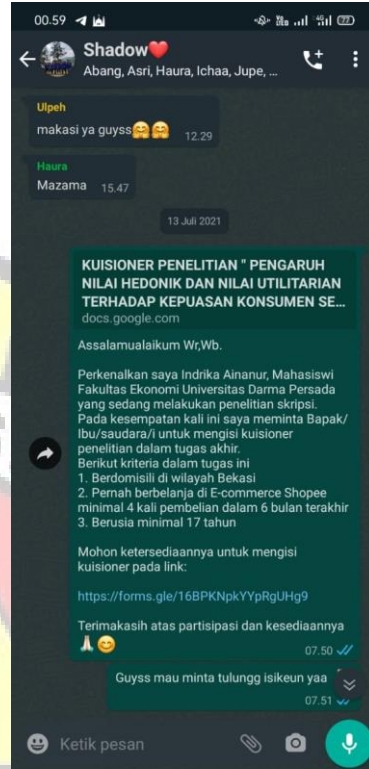 00.59
77
Shadow❤️
Abang, Asri, Haura, Ichaa, Jupe, ...
Ulpeh
makasi ya guyss🤗🤗 12.29
Haura
Mazama 15.47
13 Juli 2021
KUISIONER PENELITIAN " PENGARUH
NILAI HEDONIK DAN NILAI UTILITARIAN
TERHADAP KEPUASAN KONSUMEN SE...
docs.google.com
Assalamualaikum Wr,Wb.
Perkenalkan saya Indrika Ainanur, Mahasiswi
Fakultas Ekonomi Universitas Darma Persada
yang sedang melakukan penelitian skripsi.
Pada kesempatan kali ini saya meminta Bapak/
Ibu/saudara/i untuk mengisi kuisioner
penelitian dalam tugas akhir.
Berikut kriteria dalam tugas ini
1. Berdomisili di wilayah Bekasi
2. Pernah berbelanja di E-commerce Shopee
minimal 4 kali pembelian dalam 6 bulan terakhir
3. Berusia minimal 17 tahun
Mohon ketersediaannya untuk mengisi
kuisioner pada link:
https://forms.gle/16BPKNpkYYpRgUHg9
Terimakasih atas partisipasi dan kesediaannya
🙏🏻😊 07.50
Guyss mau minta tulungg isikeun yaa
07.51
Ketik pesan